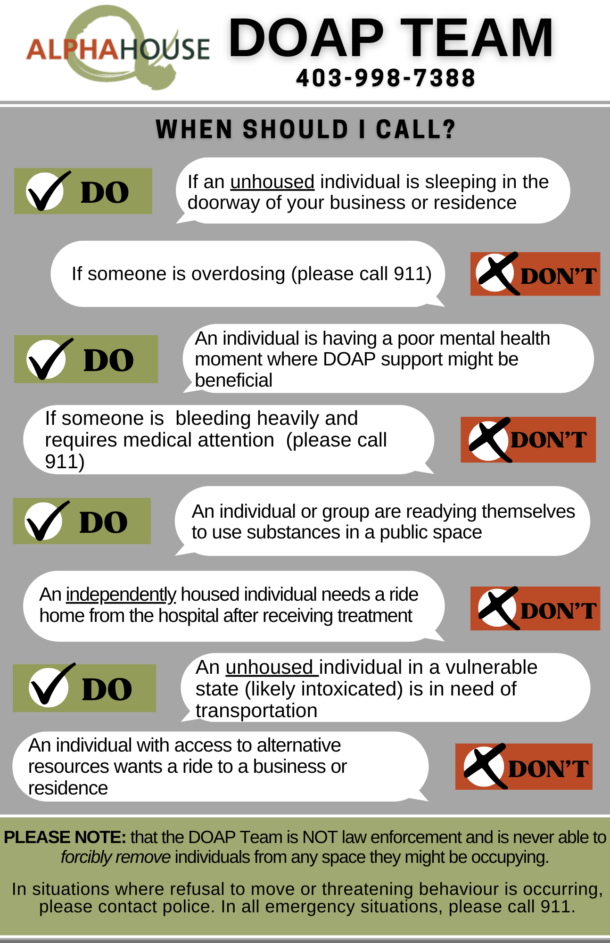 ALPHAHOUSE
DOAP TEAM
403-998-7388
WHEN SHOULD I CALL?
DO
If an unhoused individual is sleeping in the
doorway of your business or residence
If someone is overdosing (please call 911)
DON'T
DO
An individual is having a poor mental health
moment where DOAP support might be
beneficial
If someone is bleeding heavily and
requires medical attention (please call
911)
DON'T
DO
An individual or group are readying themselves
to use substances in a public space
An independently housed individual needs a ride
home from the hospital after receiving treatment
DON'T
DO
An unhoused individual in a vulnerable
state (likely intoxicated) is in need of
transportation
An individual with access to alternative
resources wants a ride to a business or
residence
DON'T
PLEASE NOTE: that the DOAP Team is NOT law enforcement and is never able to
forcibly remove individuals from any space they might be occupying.
In situations where refusal to move or threatening behaviour is occurring,
please contact police. In all emergency situations, please call 911.